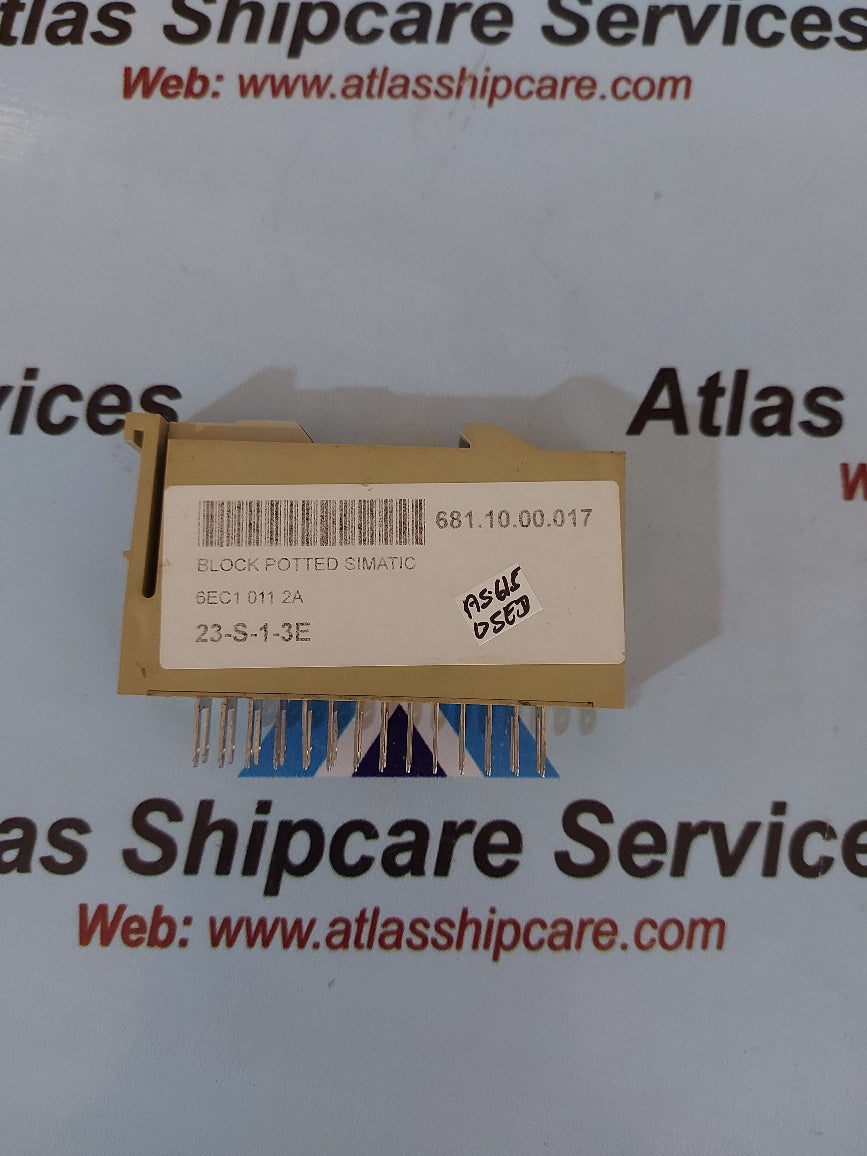 tlas Shipcare Services
Web: www.atlasshipcare.com
vices
Atlas
W
681.10.00.017
BLOCK POTTED SIMATIC
6EC1 011 2A
23-S-1-3E
AS615
USED
as Shipcare Service
Web: www.atlasshipcare.com